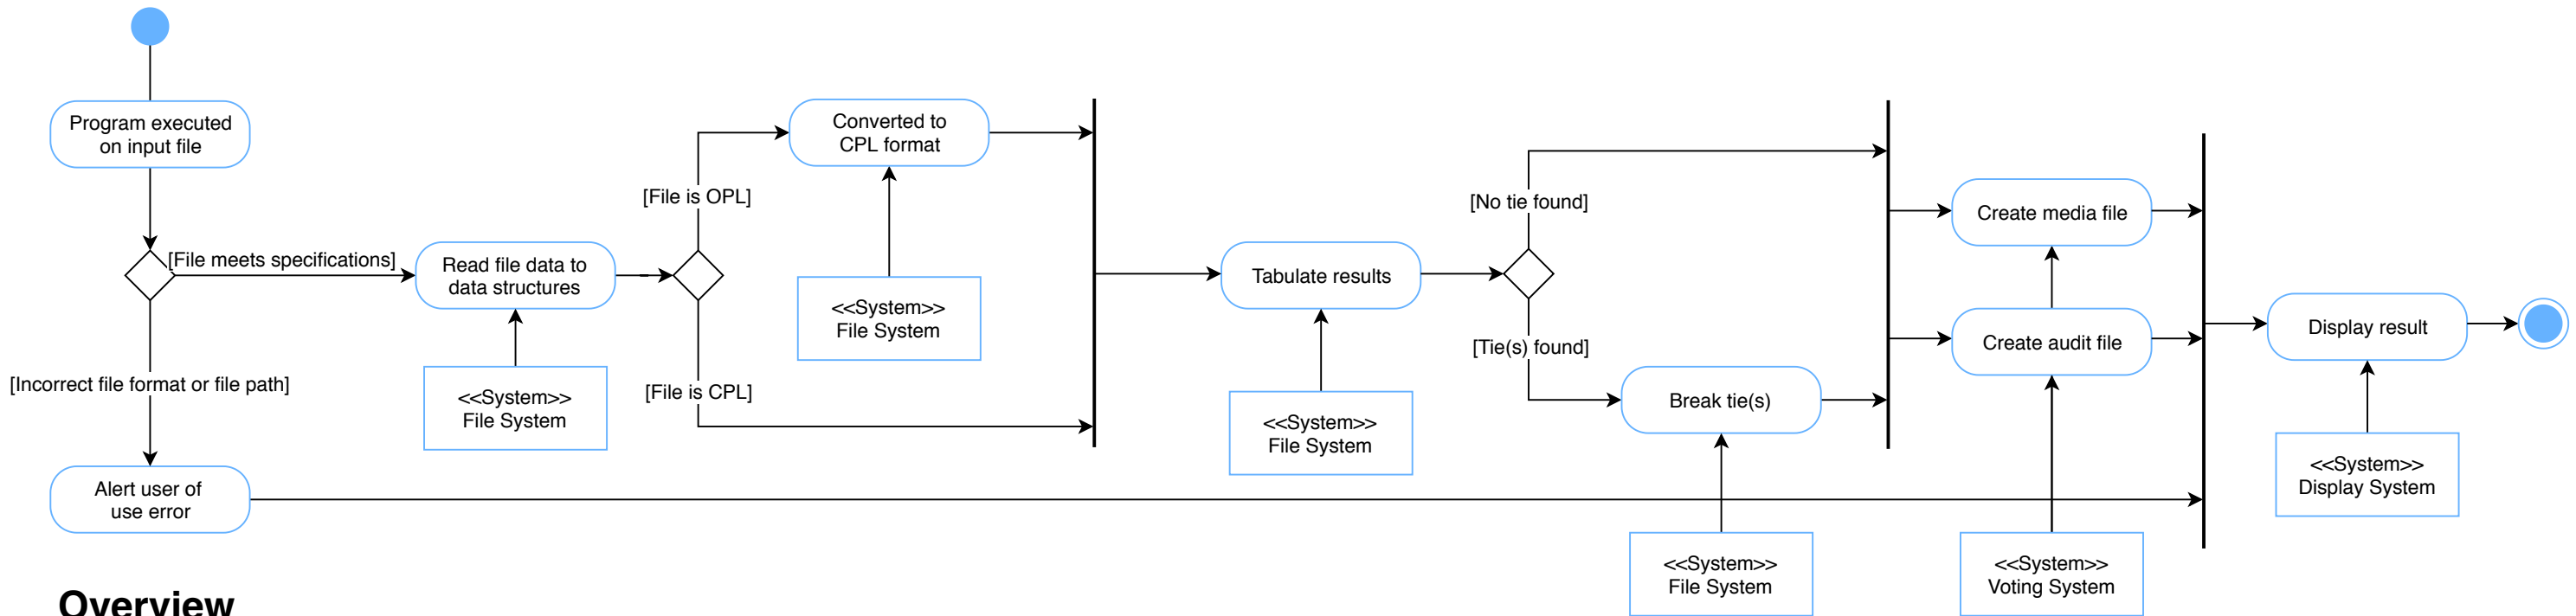 Program executed
on input file
[File meets specifications]
[Incorrect file format or file path]
Alert user of
use error
Read file data to
data structures
<<System>>
File System
[File is OPL]
[File is CPL]
Converted to
CPL format
<<System>>
File System
Tabulate results
<<System>>
File System
[No tie found]
[Tie(s) found]
Break tie(s)
<<System>>
File System
Create media file
Create audit file
<<System>>
Voting System
Display result
<<System>>
Display System
Overview